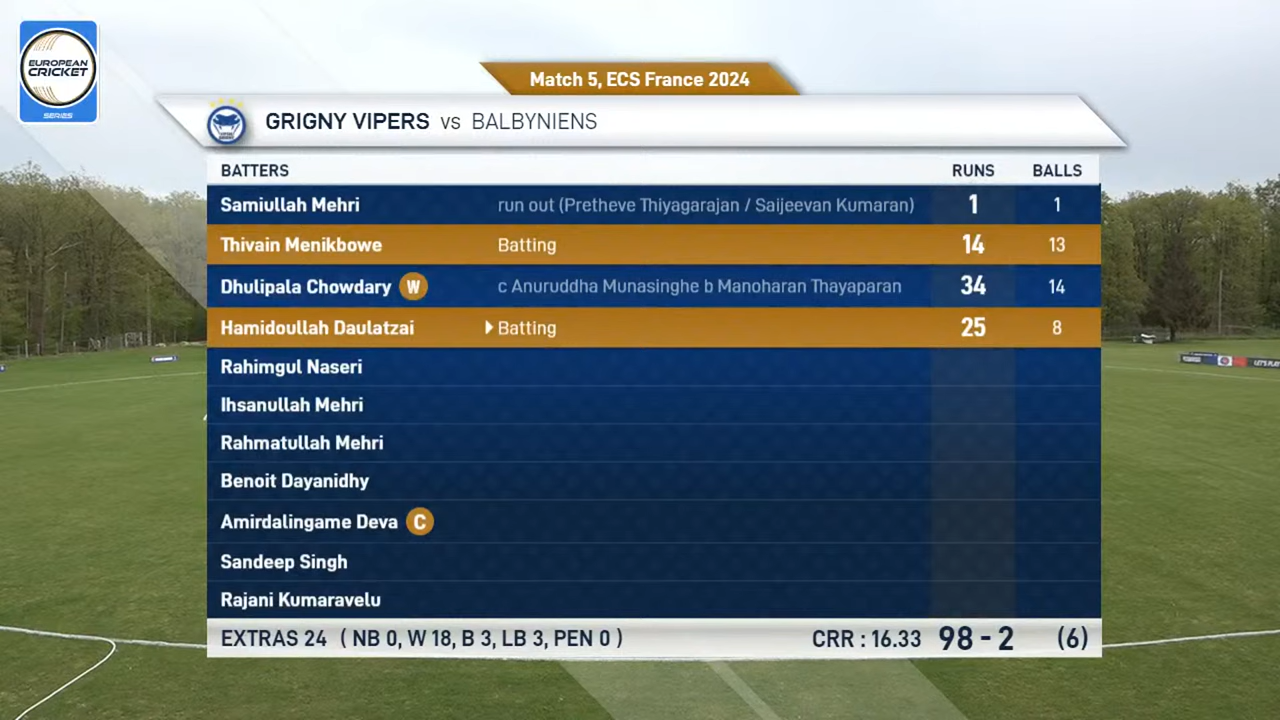 EUROPEAN
CRICKET
SERIES
Match 5, ECS France 2024
GRIGNY VIPERS vs BALBYNIENS
BATTERS RUNS BALLS
Samiullah Mehri run out (Pretheve Thiyagarajan / Saijeevan Kumaran) 1 1
Thivain Menikbowe Batting 14 13
Dhulipala Chowdary W c Anuruddha Munasinghe b Manoharan Thayaparan 34 14
Hamidoullah Daulatzai Batting 25 8
Rahimgul Naseri
Ihsanullah Mehri
Rahmatullah Mehri
Benoit Dayanidhy
Amirdalingame Deva C
Sandeep Singh
Rajani Kumaravelu
EXTRAS 24 ( NB 0, W 18, B 3, LB 3, PEN 0 ) CRR : 16.33 98 - 2 (6)